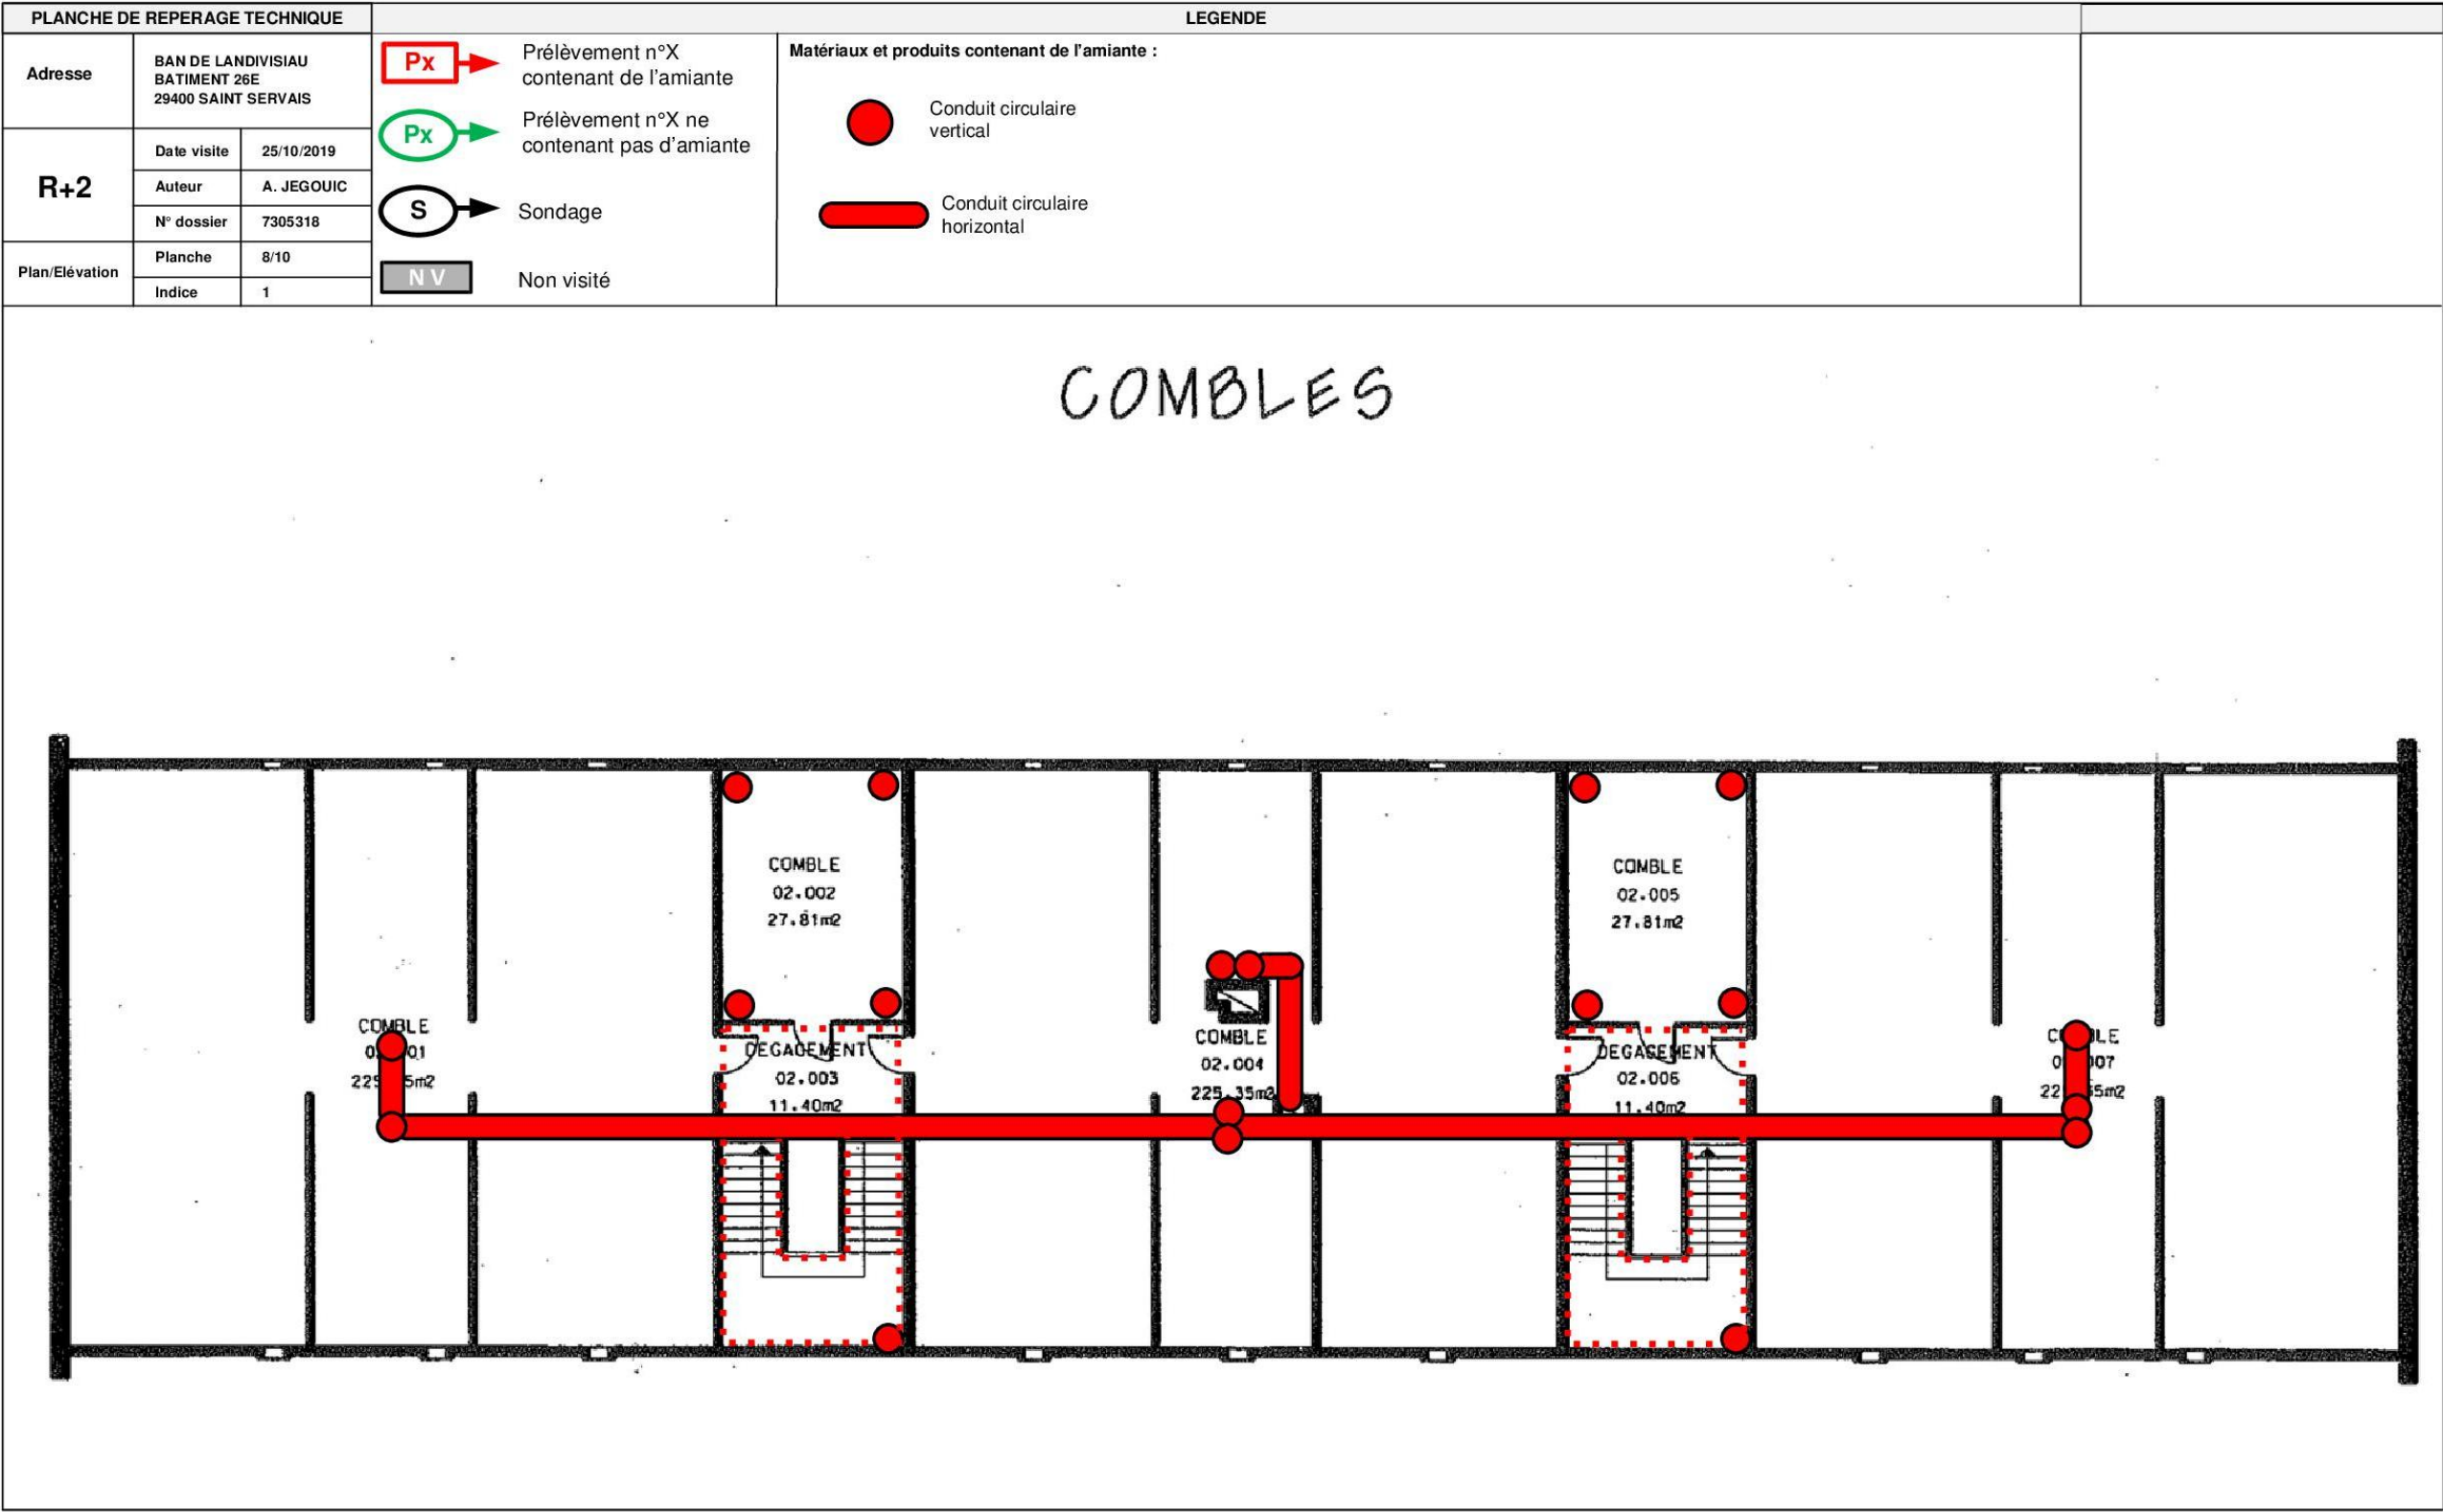 PLANCHE DE REPERAGE TECHNIQUE
LEGENDE
Adresse
BAN DE LANDIVISIAU
BATIMENT 26E
29400 SAINT SERVAIS
R+2
Date visite 25/10/2019
Auteur A. JEGOUIC
N° dossier 7305318
Plan/Elévation
Planche 8/10
Indice 1
Px
Prélèvement n°X
contenant de l'amiante
Px
Prélèvement n°X ne
contenant pas d'amiante
S
Sondage
N V
Non visité
Matériaux et produits contenant de l'amiante :
Conduit circulaire
vertical
Conduit circulaire
horizontal
COMBLES
COMBLE
02.002
27.81m2
COMBLE
02.005
27.81m2
COMBLE
DEGAGEMENT
02.003
11.40m2
COMBLE
02.004
225.35m2
DEGAGEMENT
02.006
11.40m2